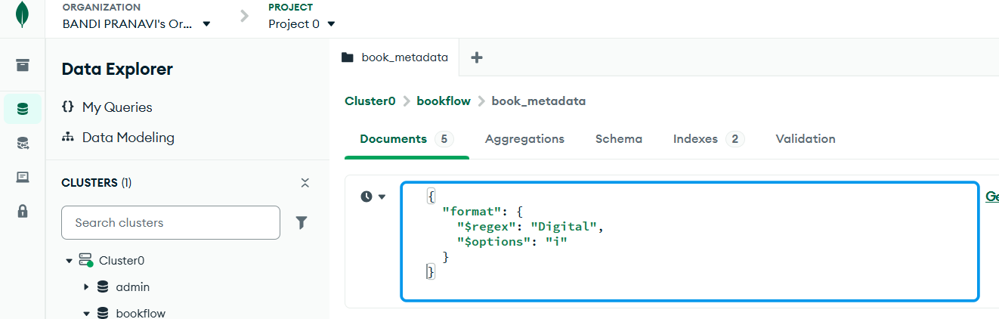 ORGANIZATION
BANDI PRANAVI's Or...
PROJECT
Project 0
Data Explorer
My Queries
Data Modeling
CLUSTERS (1)
Search clusters
Cluster0
admin
bookflow
book_metadata
Cluster0 > bookflow > book_metadata
Documents 5 Aggregations Schema Indexes 2 Validation
{
"format": {
"$regex": "Digital",
"$options": "i"
}
}